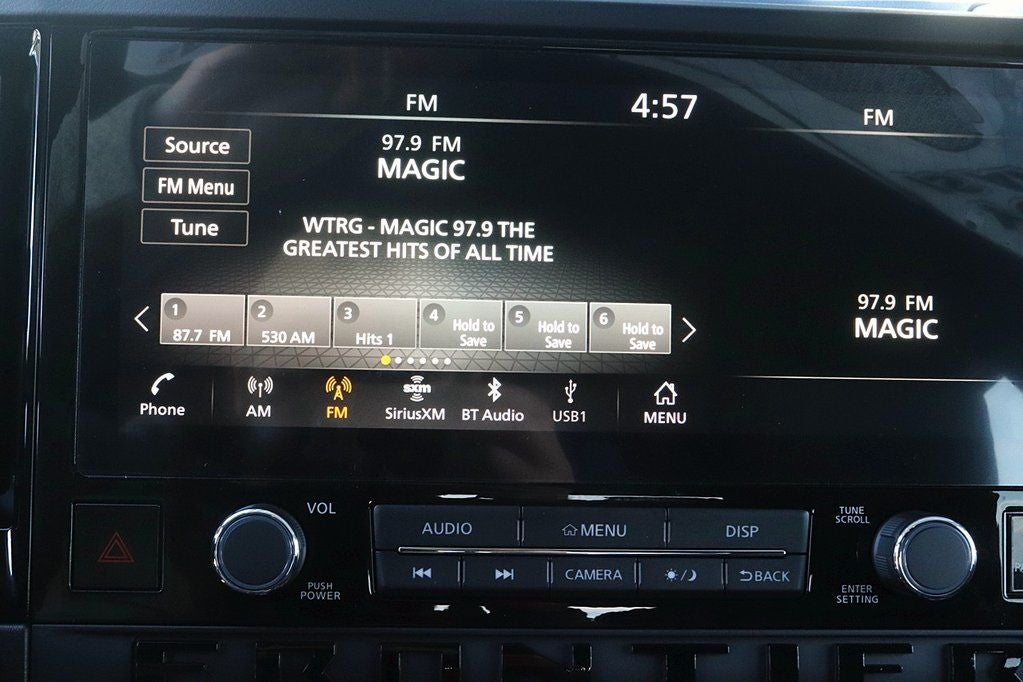 FM
4:57
FM
Source
FM Menu
Tune
97.9 FM
MAGIC
WTRG - MAGIC 97.9 THE
GREATEST HITS OF ALL TIME
97.9 FM
MAGIC
1
87.7 FM
2
530 AM
3
Hits 1
4
Hold to
Save
5
Hold to
Save
6
Hold to
Save
Phone
AM
FM
sxm
SiriusXM
BT Audio
USB1
MENU
VOL
PUSH
POWER
AUDIO
MENU
DISP
CAMERA
BACK
TUNE
SCROLL
ENTER
SETTING
FRONTIER